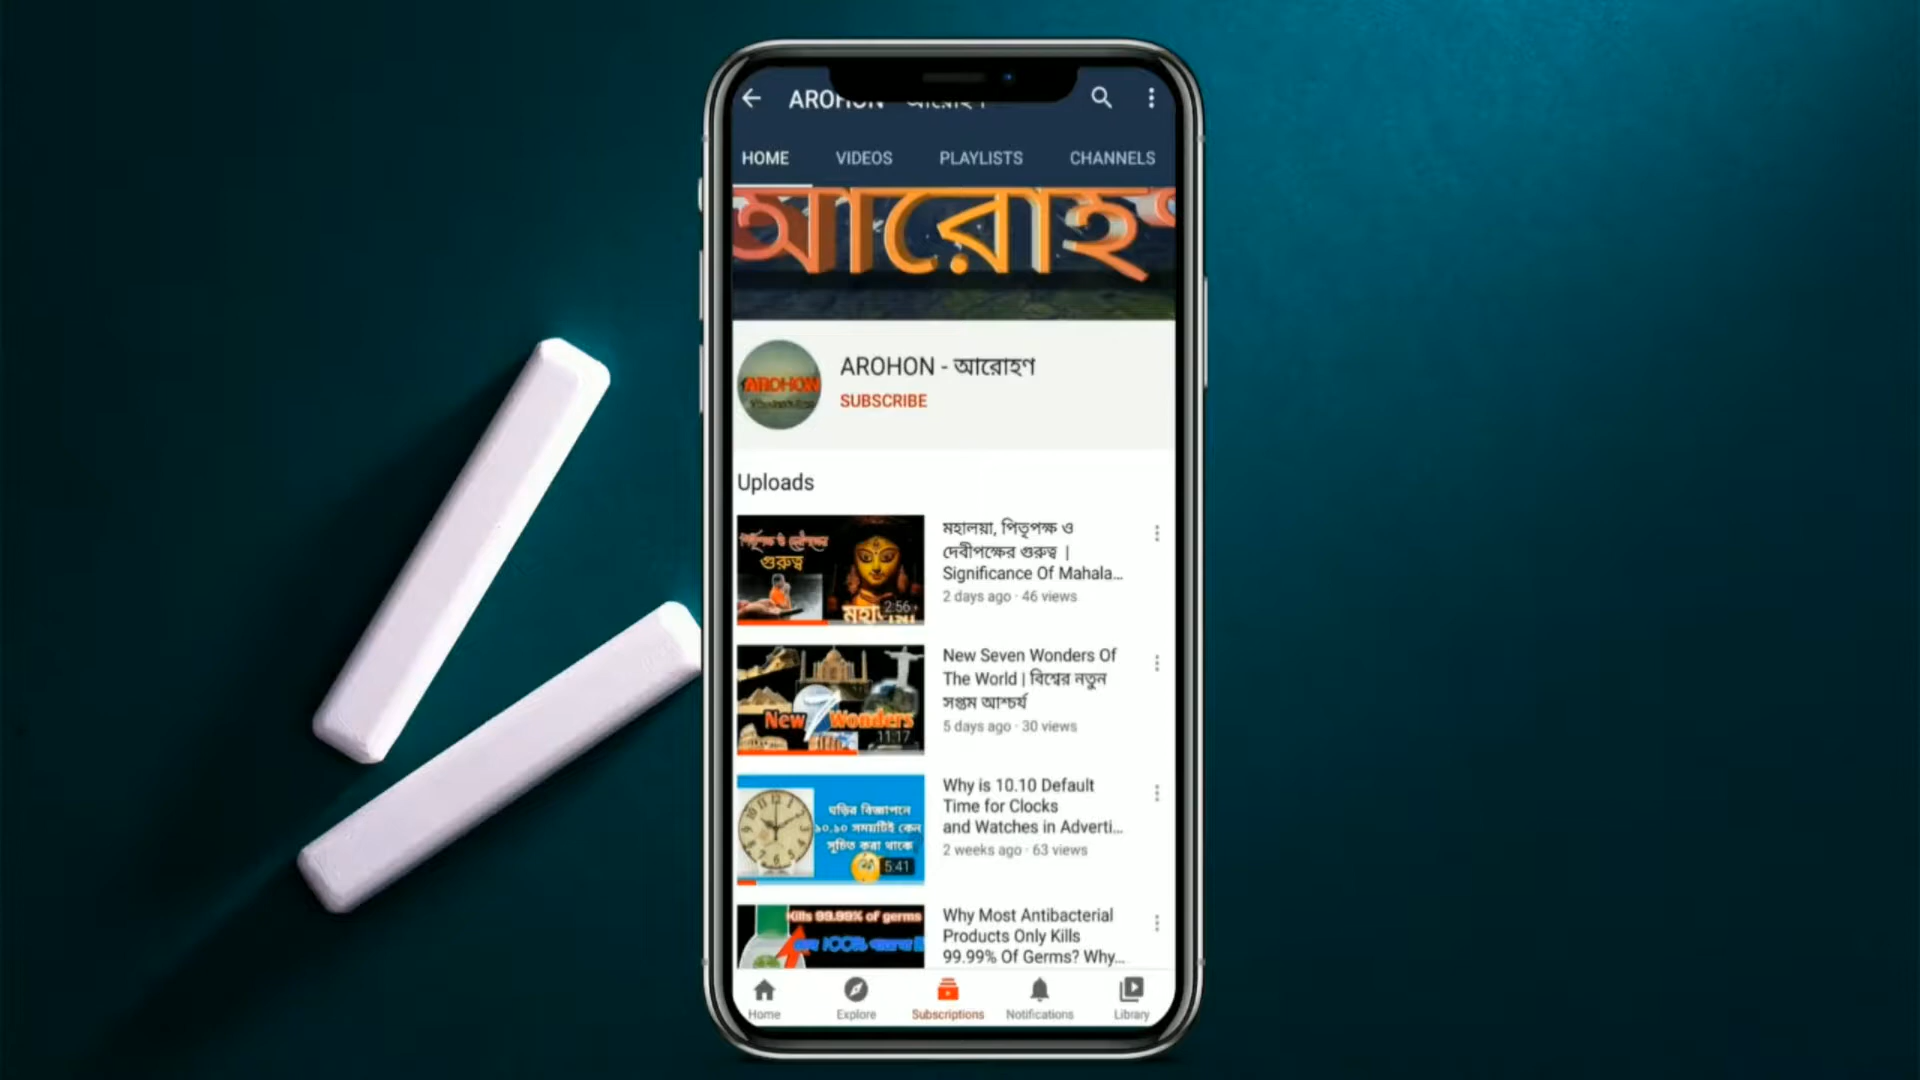 HOME VIDEOS PLAYLISTS CHANNELS
আরোহণ
AROHON - আরোহণ
AROHON
SUBSCRIBE
Uploads
গুরুত্ব
2:56
মহালয়া, পিতৃপক্ষ ও
দেবীপক্ষের গুরুত্ব |
Significance Of Mahala...
2 days ago · 46 views
New 7 Wonders
11:17
New Seven Wonders Of
The World | বিশ্বের নতুন
সপ্তম আশ্চর্য
5 days ago · 30 views
ঘড়ির বিজ্ঞাপনে
১০.১০ সময়টিই কেন
সূচিত করা থাকে
5:41
Why is 10.10 Default
Time for Clocks
and Watches in Adverti...
2 weeks ago · 63 views
Kills 99.99% of germs
100%
Why Most Antibacterial
Products Only Kills
99.99% Of Germs? Why...
Home Explore Subscriptions Notifications Library